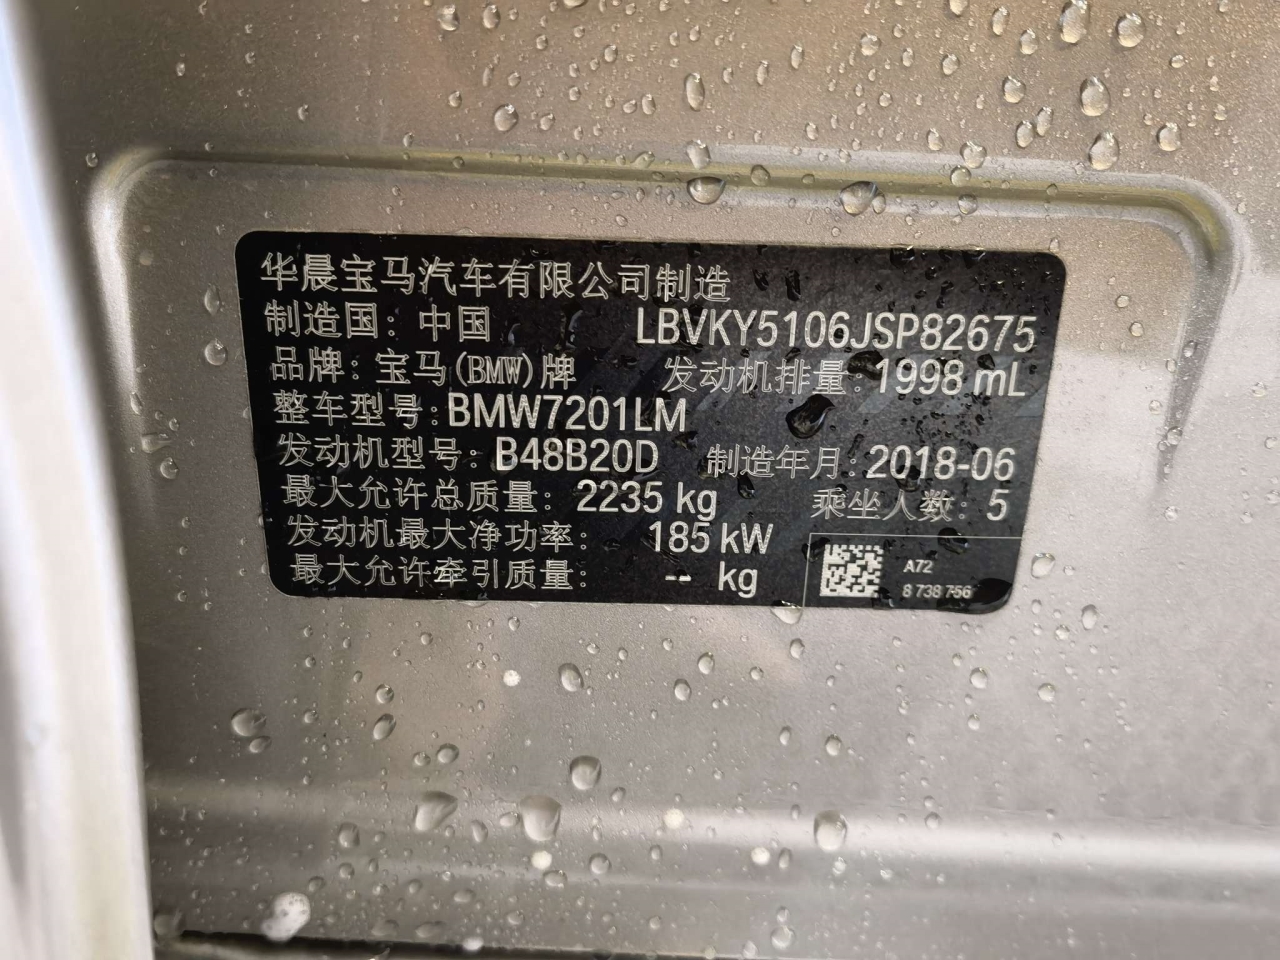 华晨宝马汽车有限公司制造
制造国：中国 LBVKY5106JSP82675
品牌：宝马(BMW)牌 发动机排量：1998 mL
整车型号：BMW7201LM
发动机型号：B48B20D 制造年月：2018-06
最大允许总质量：2235 kg 乘坐人数：5
发动机最大净功率：185 kW
最大允许牵引质量：-- kg
A72
8 738 756